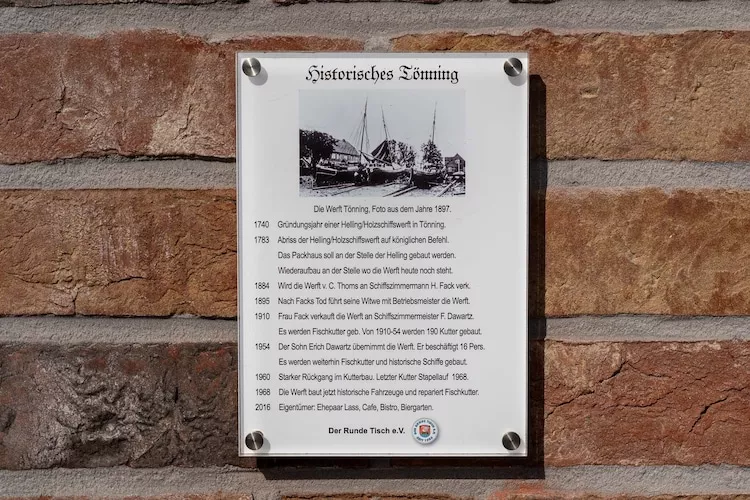 Historisches Tönning
Die Werft Tönning, Foto aus dem Jahre 1897.
1740 Gründungsjahr einer Helling/Holzschiffswerft in Tönning.
1783 Abriss der Helling/Holzschiffswerft auf königlichen Befehl.
Das Packhaus soll an der Stelle der Helling gebaut werden.
Wiederaufbau an der Stelle wo die Werft heute noch steht.
1884 Wird die Werft v. C. Thoms an Schiffszimmermann H. Fack verk.
1895 Nach Facks Tod führt seine Witwe mit Betriebsmeister die Werft.
1910 Frau Fack verkauft die Werft an Schiffszimmermeister F. Dawartz.
Es werden Fischkutter geb. Von 1910-54 werden 190 Kutter gebaut.
1954 Der Sohn Erich Dawartz übernimmt die Werft. Er beschäftigt 16 Pers.
Es werden weiterhin Fischkutter und historische Schiffe gebaut.
1960 Starker Rückgang im Kutterbau. Letzter Kutter Stapellauf 1968.
1968 Die Werft baut jetzt historische Fahrzeuge und repariert Fischkutter.
2016 Eigentümer: Ehepaar Lass, Cafe, Bistro, Biergarten.
Der Runde Tisch e.V.